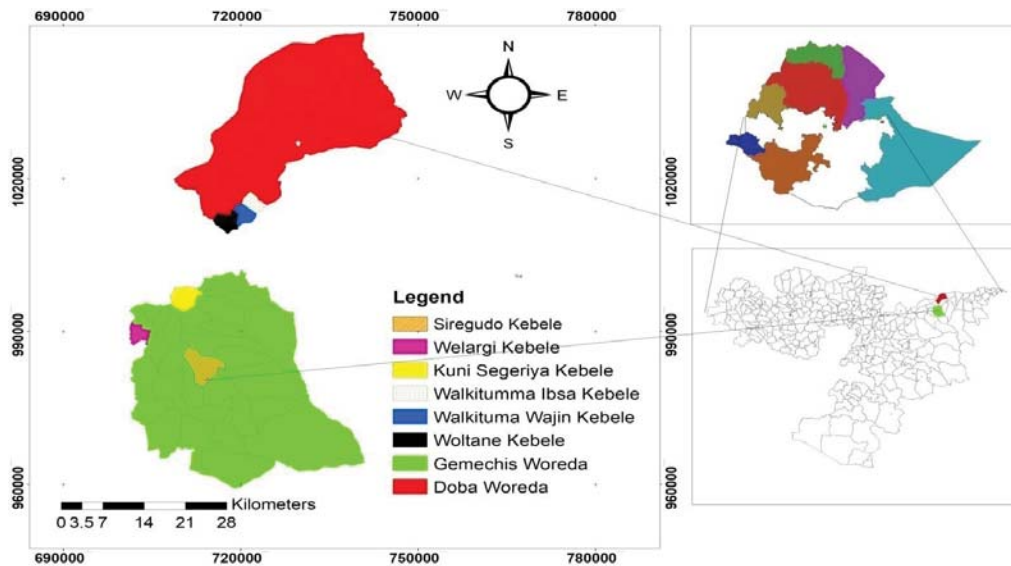 690000 720000 750000 780000
N
W E
S
1020000
1020000
990000
990000
960000
960000
Legend
Siregudo Kebele
Welargi Kebele
Kuni Segeriya Kebele
Walkitumma Ibsa Kebele
Walkituma Wajin Kebele
Woltane Kebele
Gemechis Woreda
Doba Woreda
Kilometers
0 3.5 7 14 21 28
690000 720000 750000 780000